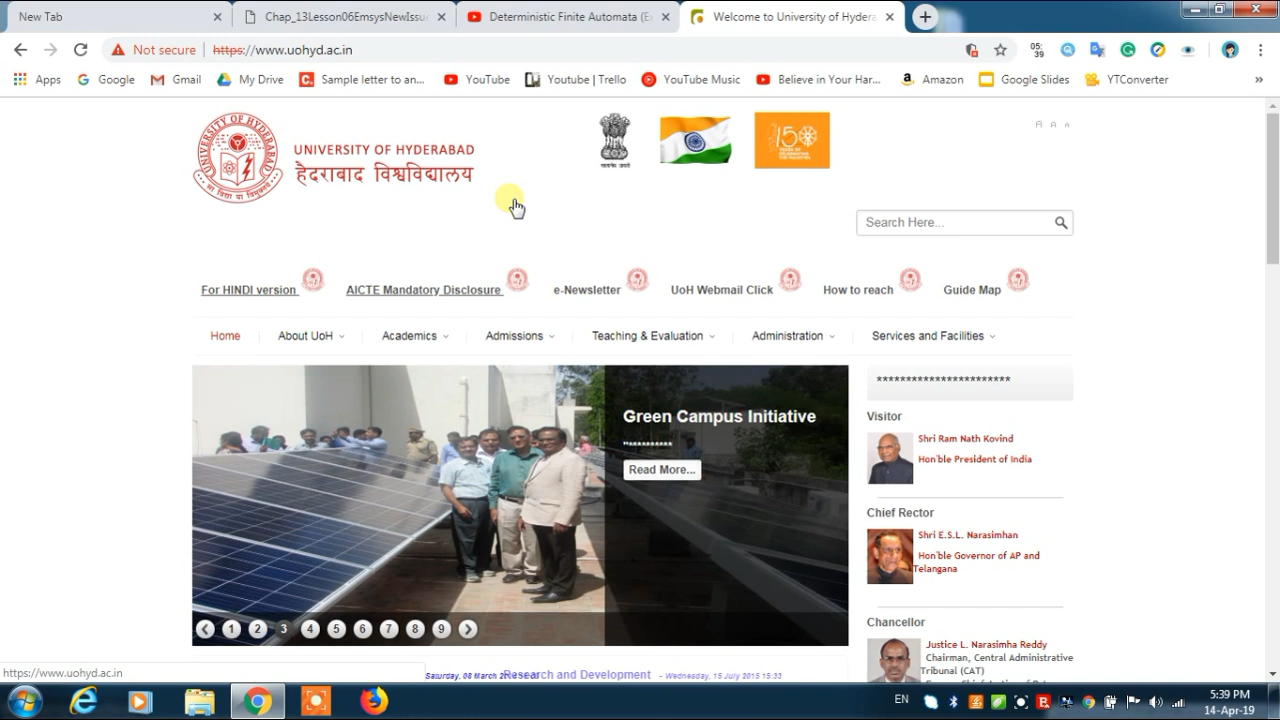 New Tab
Chap_13Lesson06EmsysNewIssue
Deterministic Finite Automata (E
Welcome to University of Hydera
Not secure
https://www.uohyd.ac.in
05:
39
Apps
Google
Gmail
My Drive
Sample letter to an...
YouTube
Youtube | Trello
YouTube Music
Believe in Your Har...
Amazon
Google Slides
YTConverter
»
UNIVERSITY OF HYDERABAD
हैदराबाद विश्वविद्यालय
A A A
Search Here...
For HINDI version
AICTE Mandatory Disclosure
e-Newsletter
UoH Webmail Click
How to reach
Guide Map
Home
About UoH
Academics
Admissions
Teaching & Evaluation
Administration
Services and Facilities
Green Campus Initiative
"**********
Read More...
1 2 3 4 5 6 7 8 9
***********************
Visitor
Shri Ram Nath Kovind
Hon'ble President of India
Chief Rector
Shri E.S.L. Narasimhan
Hon'ble Governor of AP and
Telangana
Chancellor
Justice L. Narasimha Reddy
Chairman, Central Administrative
Tribunal (CAT)
https://www.uohyd.ac.in
Saturday, 08 March
Research and Development
- Wednesday, 15 July 2015 15:33
EN
5:39 PM
14-Apr-19